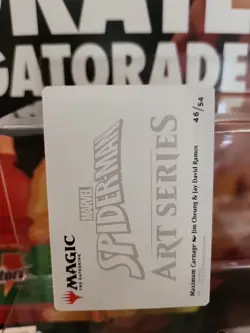 GATORADE
MAGIC
THE GATHERING
MARVEL
SPIDER-MAN
ART SERIES
Maximum Carnage Jim Cheung & Jay David Ramos
46/54